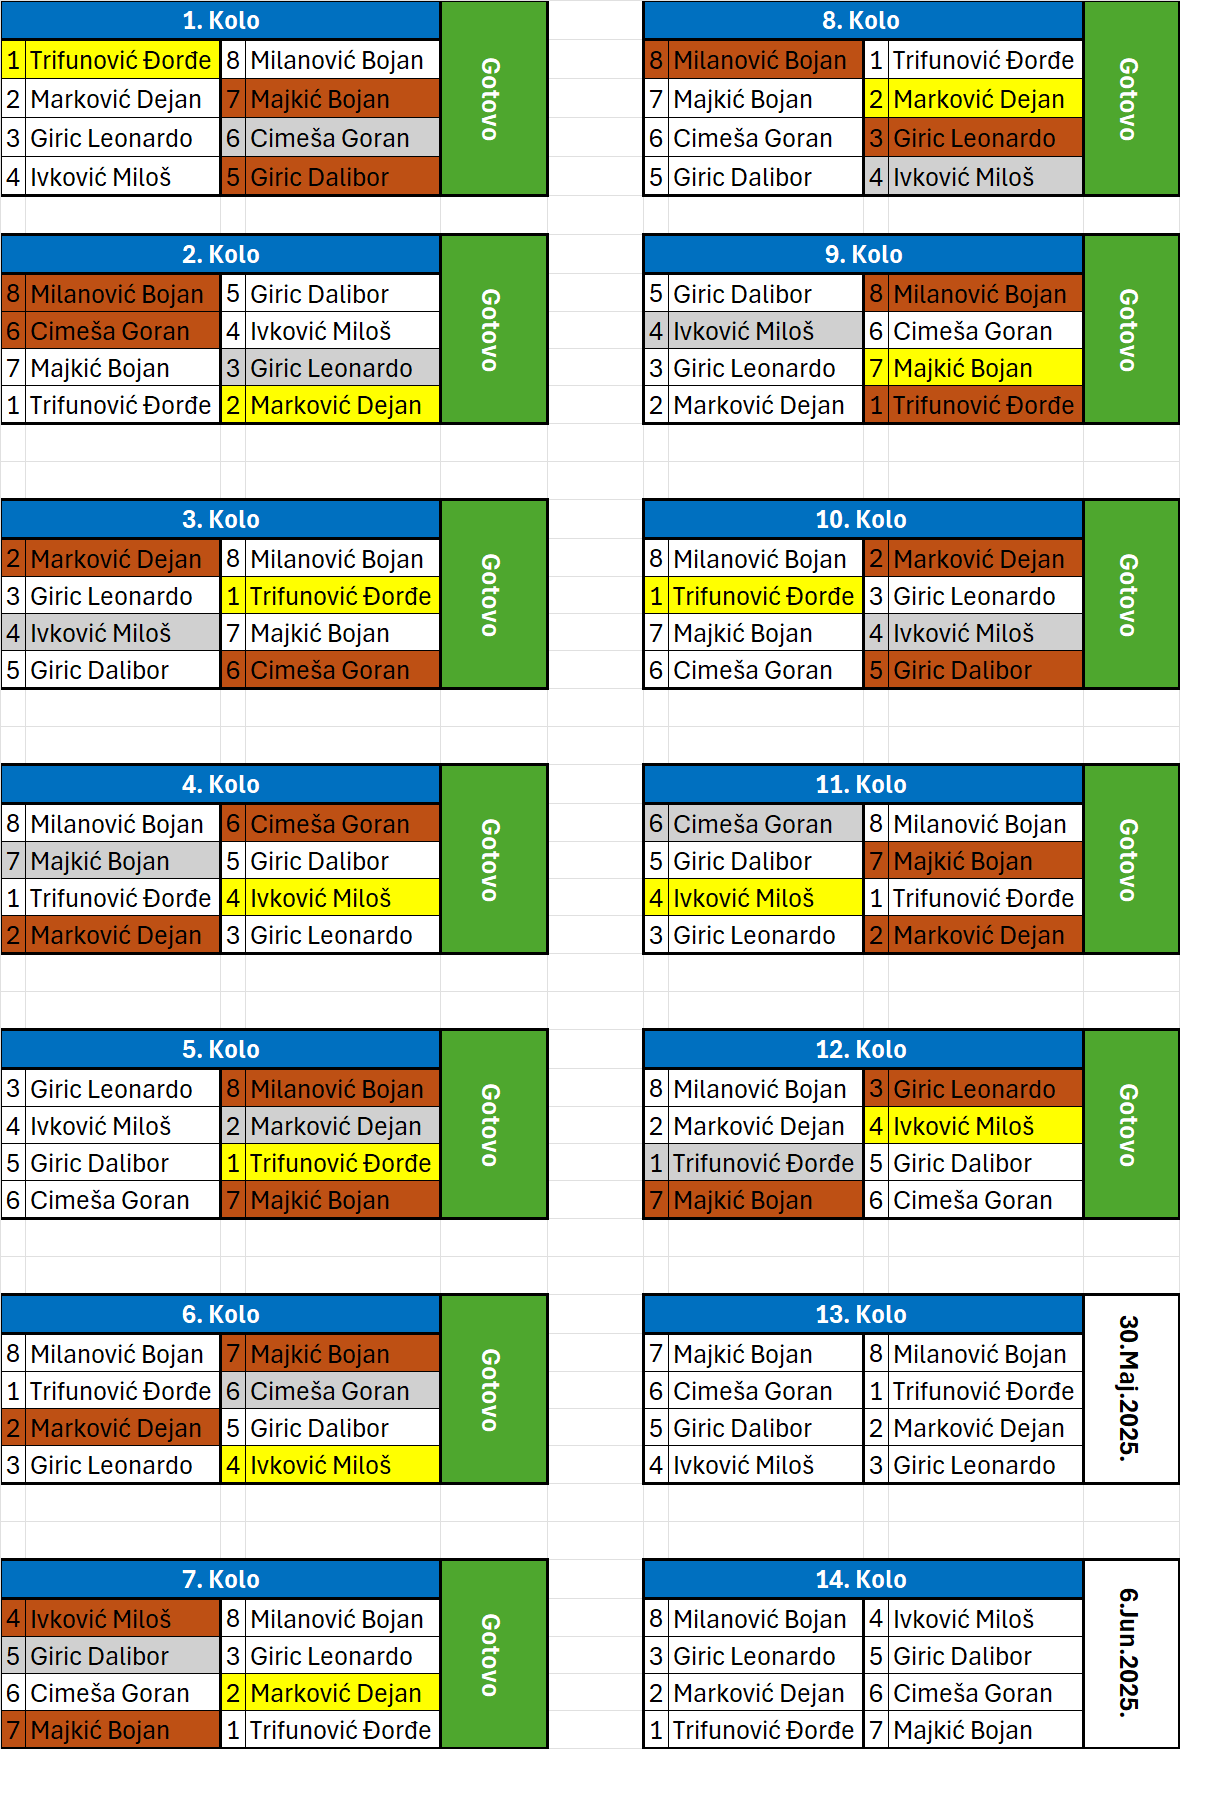 1. Kolo
1 Trifunović Đorđe 8 Milanović Bojan
2 Marković Dejan 7 Majkić Bojan
3 Giric Leonardo 6 Cimeša Goran
4 Ivković Miloš 5 Giric Dalibor
Gotovo
8. Kolo
8 Milanović Bojan 1 Trifunović Đorđe
7 Majkić Bojan 2 Marković Dejan
6 Cimeša Goran 3 Giric Leonardo
5 Giric Dalibor 4 Ivković Miloš
Gotovo
2. Kolo
8 Milanović Bojan 5 Giric Dalibor
6 Cimeša Goran 4 Ivković Miloš
7 Majkić Bojan 3 Giric Leonardo
1 Trifunović Đorđe 2 Marković Dejan
Gotovo
9. Kolo
5 Giric Dalibor 8 Milanović Bojan
4 Ivković Miloš 6 Cimeša Goran
3 Giric Leonardo 7 Majkić Bojan
2 Marković Dejan 1 Trifunović Đorđe
Gotovo
3. Kolo
2 Marković Dejan 8 Milanović Bojan
3 Giric Leonardo 1 Trifunović Đorđe
4 Ivković Miloš 7 Majkić Bojan
5 Giric Dalibor 6 Cimeša Goran
Gotovo
10. Kolo
8 Milanović Bojan 2 Marković Dejan
1 Trifunović Đorđe 3 Giric Leonardo
7 Majkić Bojan 4 Ivković Miloš
6 Cimeša Goran 5 Giric Dalibor
Gotovo
4. Kolo
8 Milanović Bojan 6 Cimeša Goran
7 Majkić Bojan 5 Giric Dalibor
1 Trifunović Đorđe 4 Ivković Miloš
2 Marković Dejan 3 Giric Leonardo
Gotovo
11. Kolo
6 Cimeša Goran 8 Milanović Bojan
5 Giric Dalibor 7 Majkić Bojan
4 Ivković Miloš 1 Trifunović Đorđe
3 Giric Leonardo 2 Marković Dejan
Gotovo
5. Kolo
3 Giric Leonardo 8 Milanović Bojan
4 Ivković Miloš 2 Marković Dejan
5 Giric Dalibor 1 Trifunović Đorđe
6 Cimeša Goran 7 Majkić Bojan
Gotovo
12. Kolo
8 Milanović Bojan 3 Giric Leonardo
2 Marković Dejan 4 Ivković Miloš
1 Trifunović Đorđe 5 Giric Dalibor
7 Majkić Bojan 6 Cimeša Goran
Gotovo
6. Kolo
8 Milanović Bojan 7 Majkić Bojan
1 Trifunović Đorđe 6 Cimeša Goran
2 Marković Dejan 5 Giric Dalibor
3 Giric Leonardo 4 Ivković Miloš
Gotovo
13. Kolo
7 Majkić Bojan 8 Milanović Bojan
6 Cimeša Goran 1 Trifunović Đorđe
5 Giric Dalibor 2 Marković Dejan
4 Ivković Miloš 3 Giric Leonardo
30.Maj.2025.
7. Kolo
4 Ivković Miloš 8 Milanović Bojan
5 Giric Dalibor 3 Giric Leonardo
6 Cimeša Goran 2 Marković Dejan
7 Majkić Bojan 1 Trifunović Đorđe
Gotovo
14. Kolo
8 Milanović Bojan 4 Ivković Miloš
3 Giric Leonardo 5 Giric Dalibor
2 Marković Dejan 6 Cimeša Goran
1 Trifunović Đorđe 7 Majkić Bojan
6.Jun.2025.